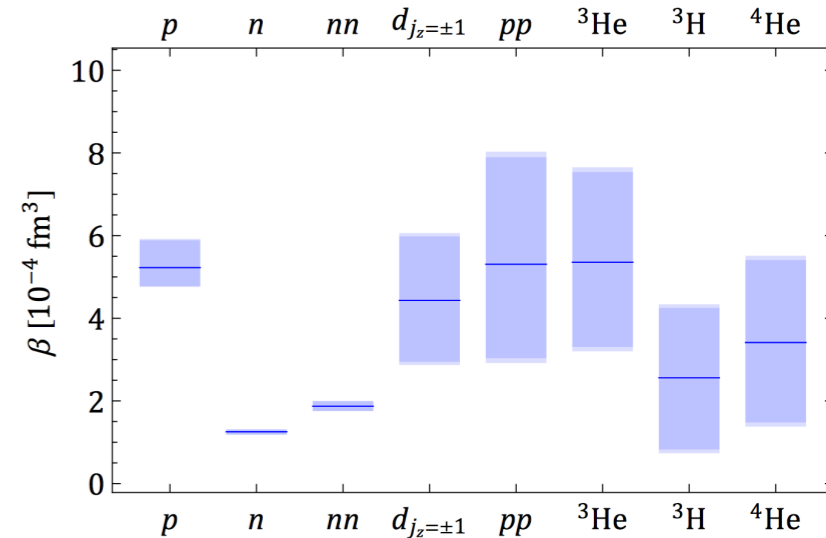 p n nn d_{j_z=±1} pp ³He ³H ⁴He
10
8
6
4
2
0
β [10⁻⁴ fm³]
p n nn d_{j_z=±1} pp ³He ³H ⁴He